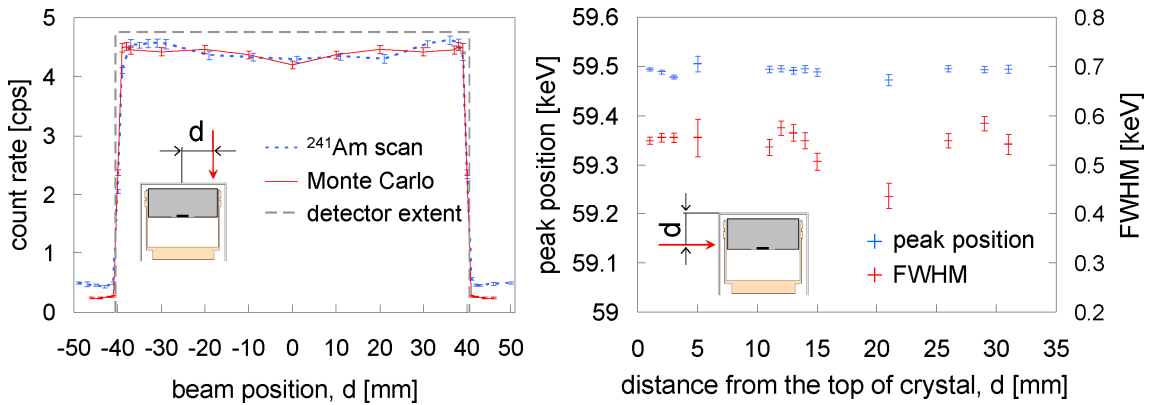 count rate [cps]
5
4
3
2
1
0
d
²⁴¹Am scan
Monte Carlo
detector extent
-50 -40 -30 -20 -10 0 10 20 30 40 50
beam position, d [mm]
peak position [keV]
59.6
59.5
59.4
59.3
59.2
59.1
59
d
peak position
FWHM
0.8
0.7
0.6
0.5
0.4
0.3
0.2
FWHM [keV]
0 5 10 15 20 25 30 35
distance from the top of crystal, d [mm]